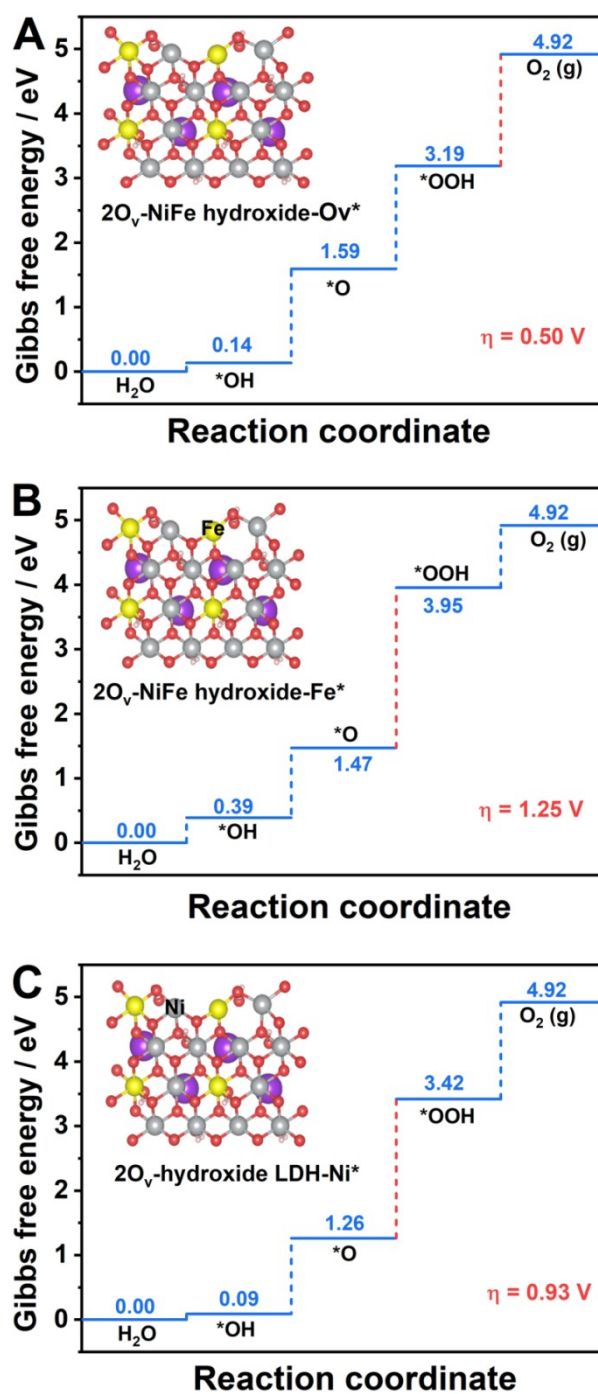 A
Gibbs free energy / eV
5
4
3
2
1
0
4.92
O₂ (g)
3.19
*OOH
2Oᵥ-NiFe hydroxide-Ov*
1.59
*O
η = 0.50 V
0.00
0.14
H₂O
*OH
Reaction coordinate
B
Gibbs free energy / eV
5
4
3
2
1
0
Fe
4.92
O₂ (g)
*OOH
3.95
2Oᵥ-NiFe hydroxide-Fe*
*O
1.47
η = 1.25 V
0.00
0.39
H₂O
*OH
Reaction coordinate
C
Gibbs free energy / eV
5
4
3
2
1
0
Ni
4.92
O₂ (g)
3.42
*OOH
2Oᵥ-hydroxide LDH-Ni*
1.26
*O
η = 0.93 V
0.00
0.09
H₂O
*OH
Reaction coordinate